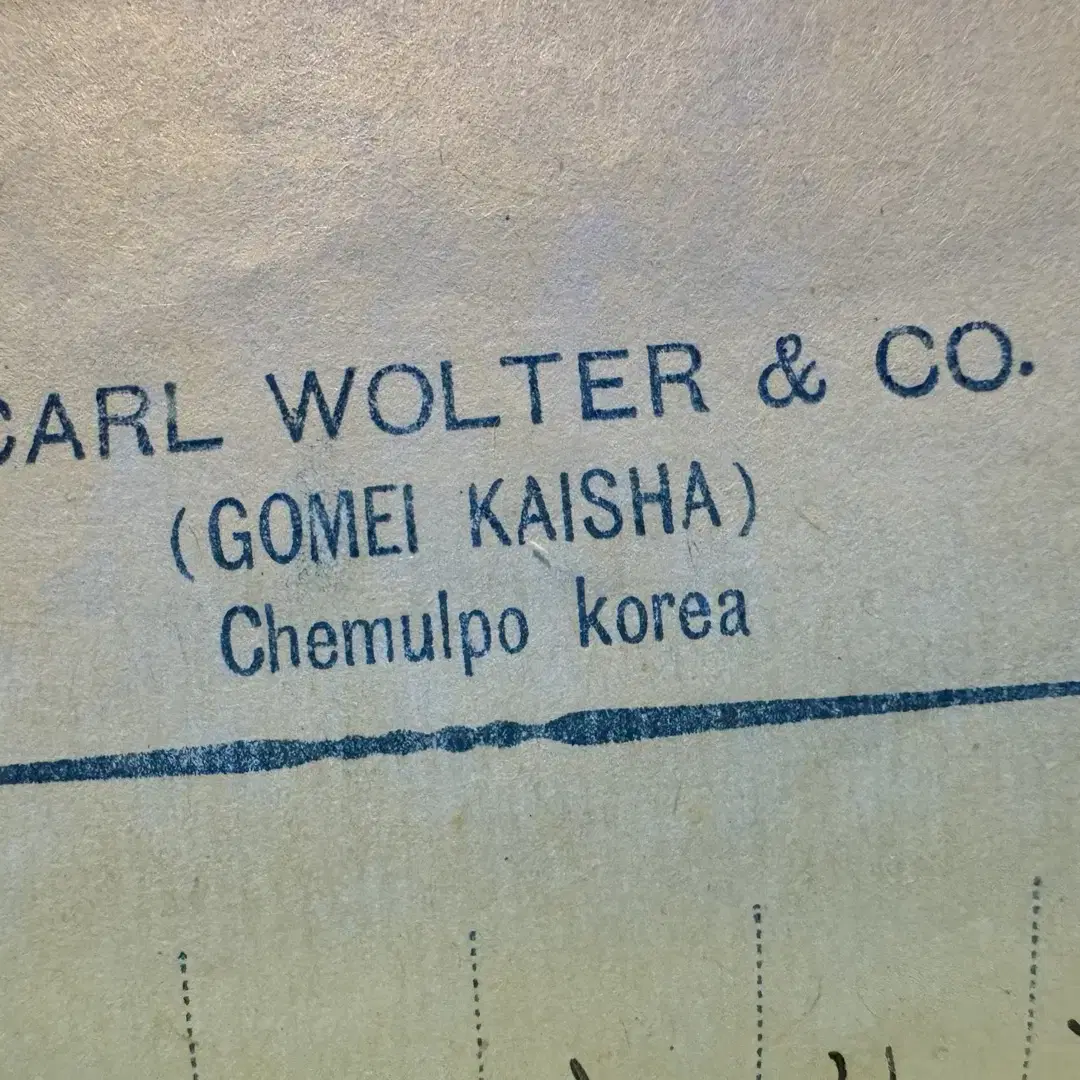 CARL WOLTER & CO.
(GOMEI KAISHA)
Chemulpo korea